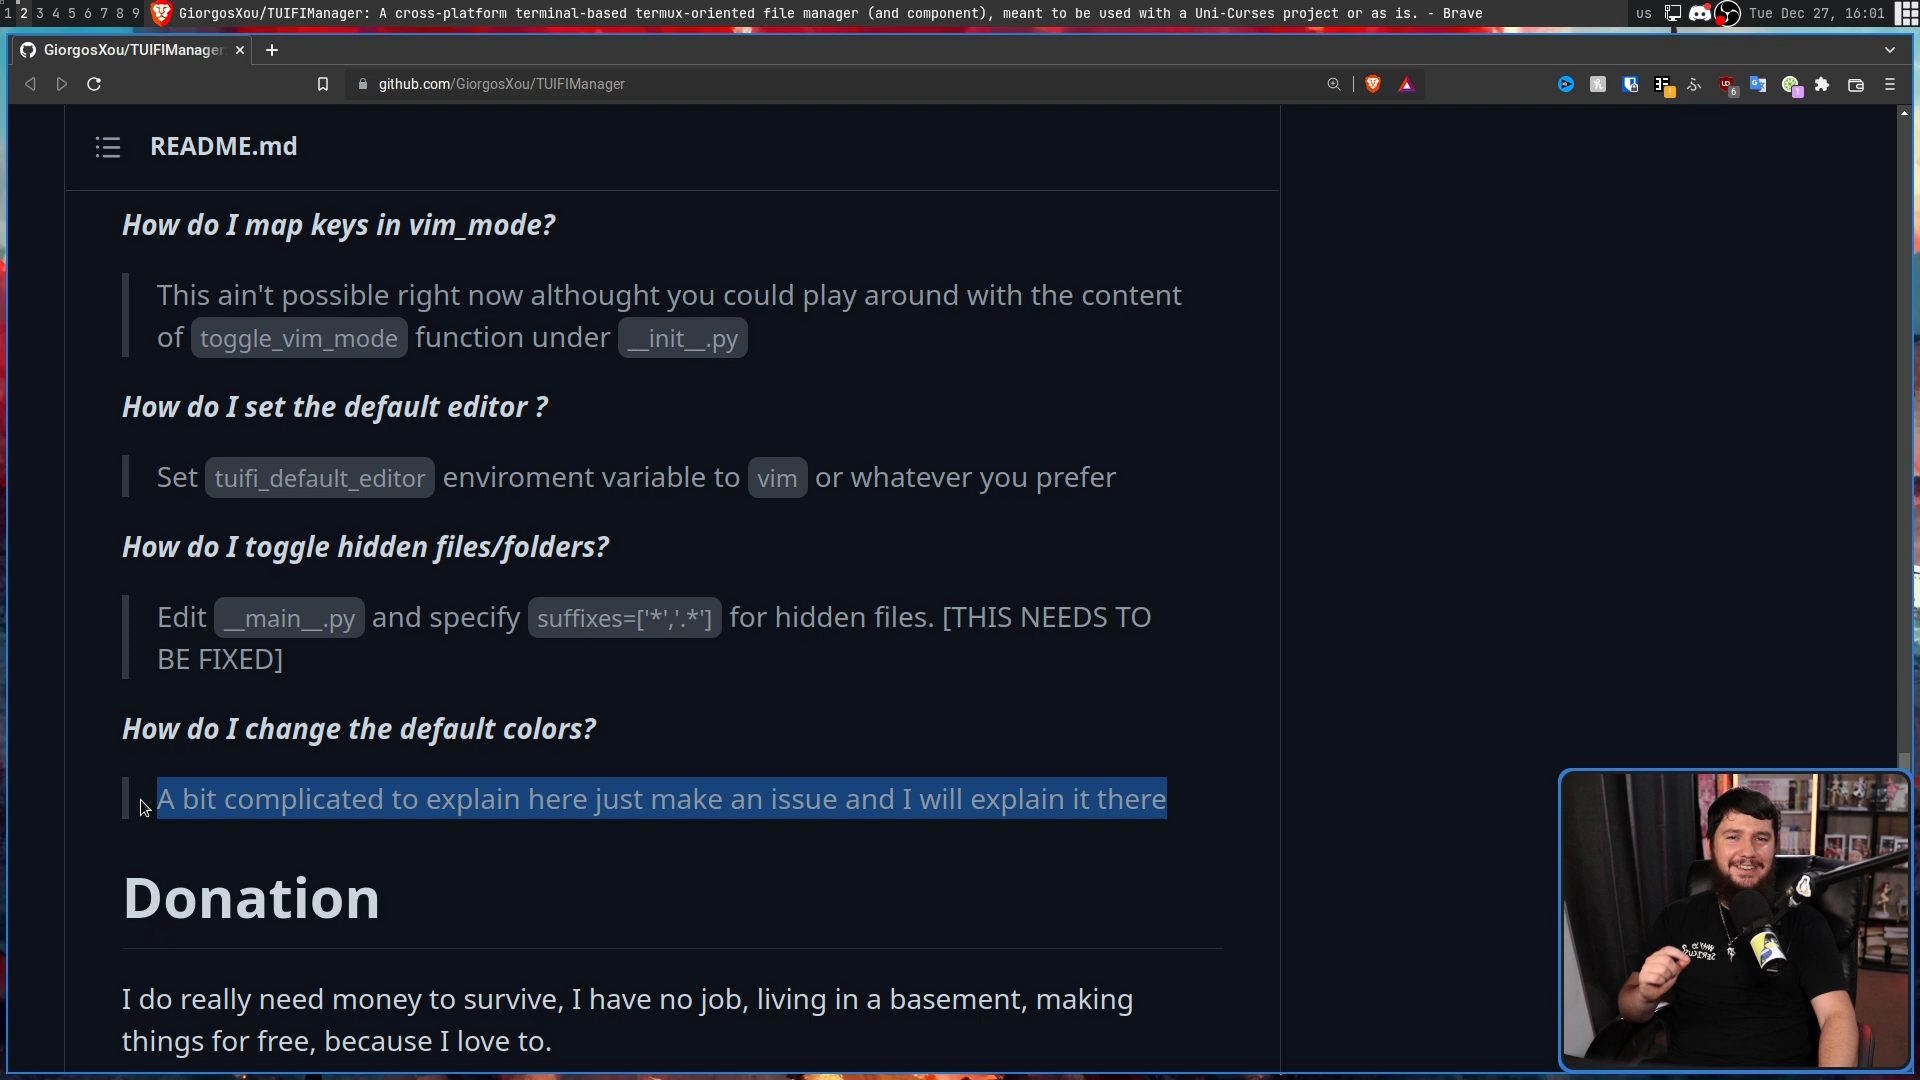 1 2 3 4 5 6 7 8 9 GiorgosXou/TUIFIManager: A cross-platform terminal-based termux-oriented file manager (and component), meant to be used with a Uni-Curses project or as is. - Brave us Tue Dec 27, 16:01
GiorgosXou/TUIFIManager
github.com/GiorgosXou/TUIFIManager
README.md
How do I map keys in vim_mode?
This ain't possible right now althought you could play around with the content
of toggle_vim_mode function under __init__.py
How do I set the default editor ?
Set tuifi_default_editor enviroment variable to vim or whatever you prefer
How do I toggle hidden files/folders?
Edit __main__.py and specify suffixes=['*','.*'] for hidden files. [THIS NEEDS TO
BE FIXED]
How do I change the default colors?
A bit complicated to explain here just make an issue and I will explain it there
Donation
I do really need money to survive, I have no job, living in a basement, making
things for free, because I love to.